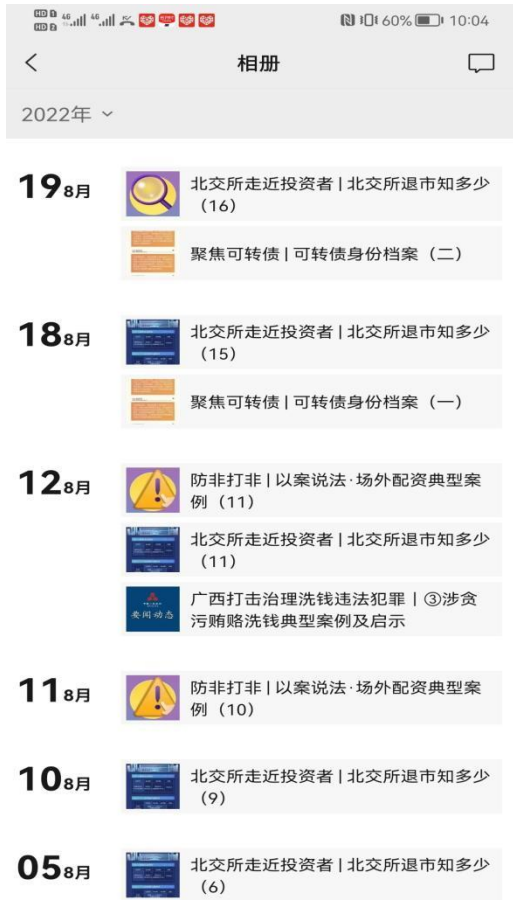 HD 1 46 46 60% 10:04
HD 2
相册
2022年
19 8月
北交所走近投资者 | 北交所退市知多少
（16）
聚焦可转债 | 可转债身份档案（二）
18 8月
北交所走近投资者 | 北交所退市知多少
（15）
聚焦可转债 | 可转债身份档案（一）
12 8月
防非打非 | 以案说法·场外配资典型案
例（11）
北交所走近投资者 | 北交所退市知多少
（11）
要闻动态
广西打击治理洗钱违法犯罪 | ③涉贪
污贿赂洗钱典型案例及启示
11 8月
防非打非 | 以案说法·场外配资典型案
例（10）
10 8月
北交所走近投资者 | 北交所退市知多少
（9）
05 8月
北交所走近投资者 | 北交所退市知多少
（6）